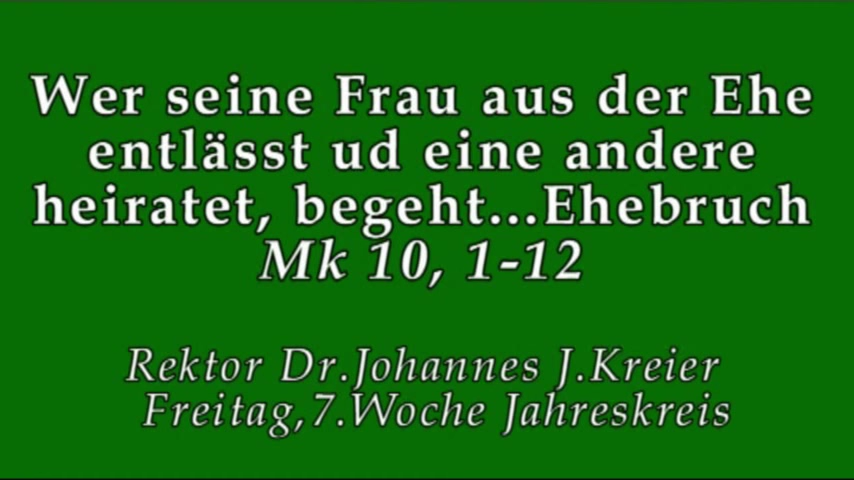 Wer seine Frau aus der Ehe
entlässt ud eine andere
heiratet, begeht...Ehebruch
Mk 10, 1-12
Rektor Dr.Johannes J.Kreier
Freitag,7.Woche Jahreskreis